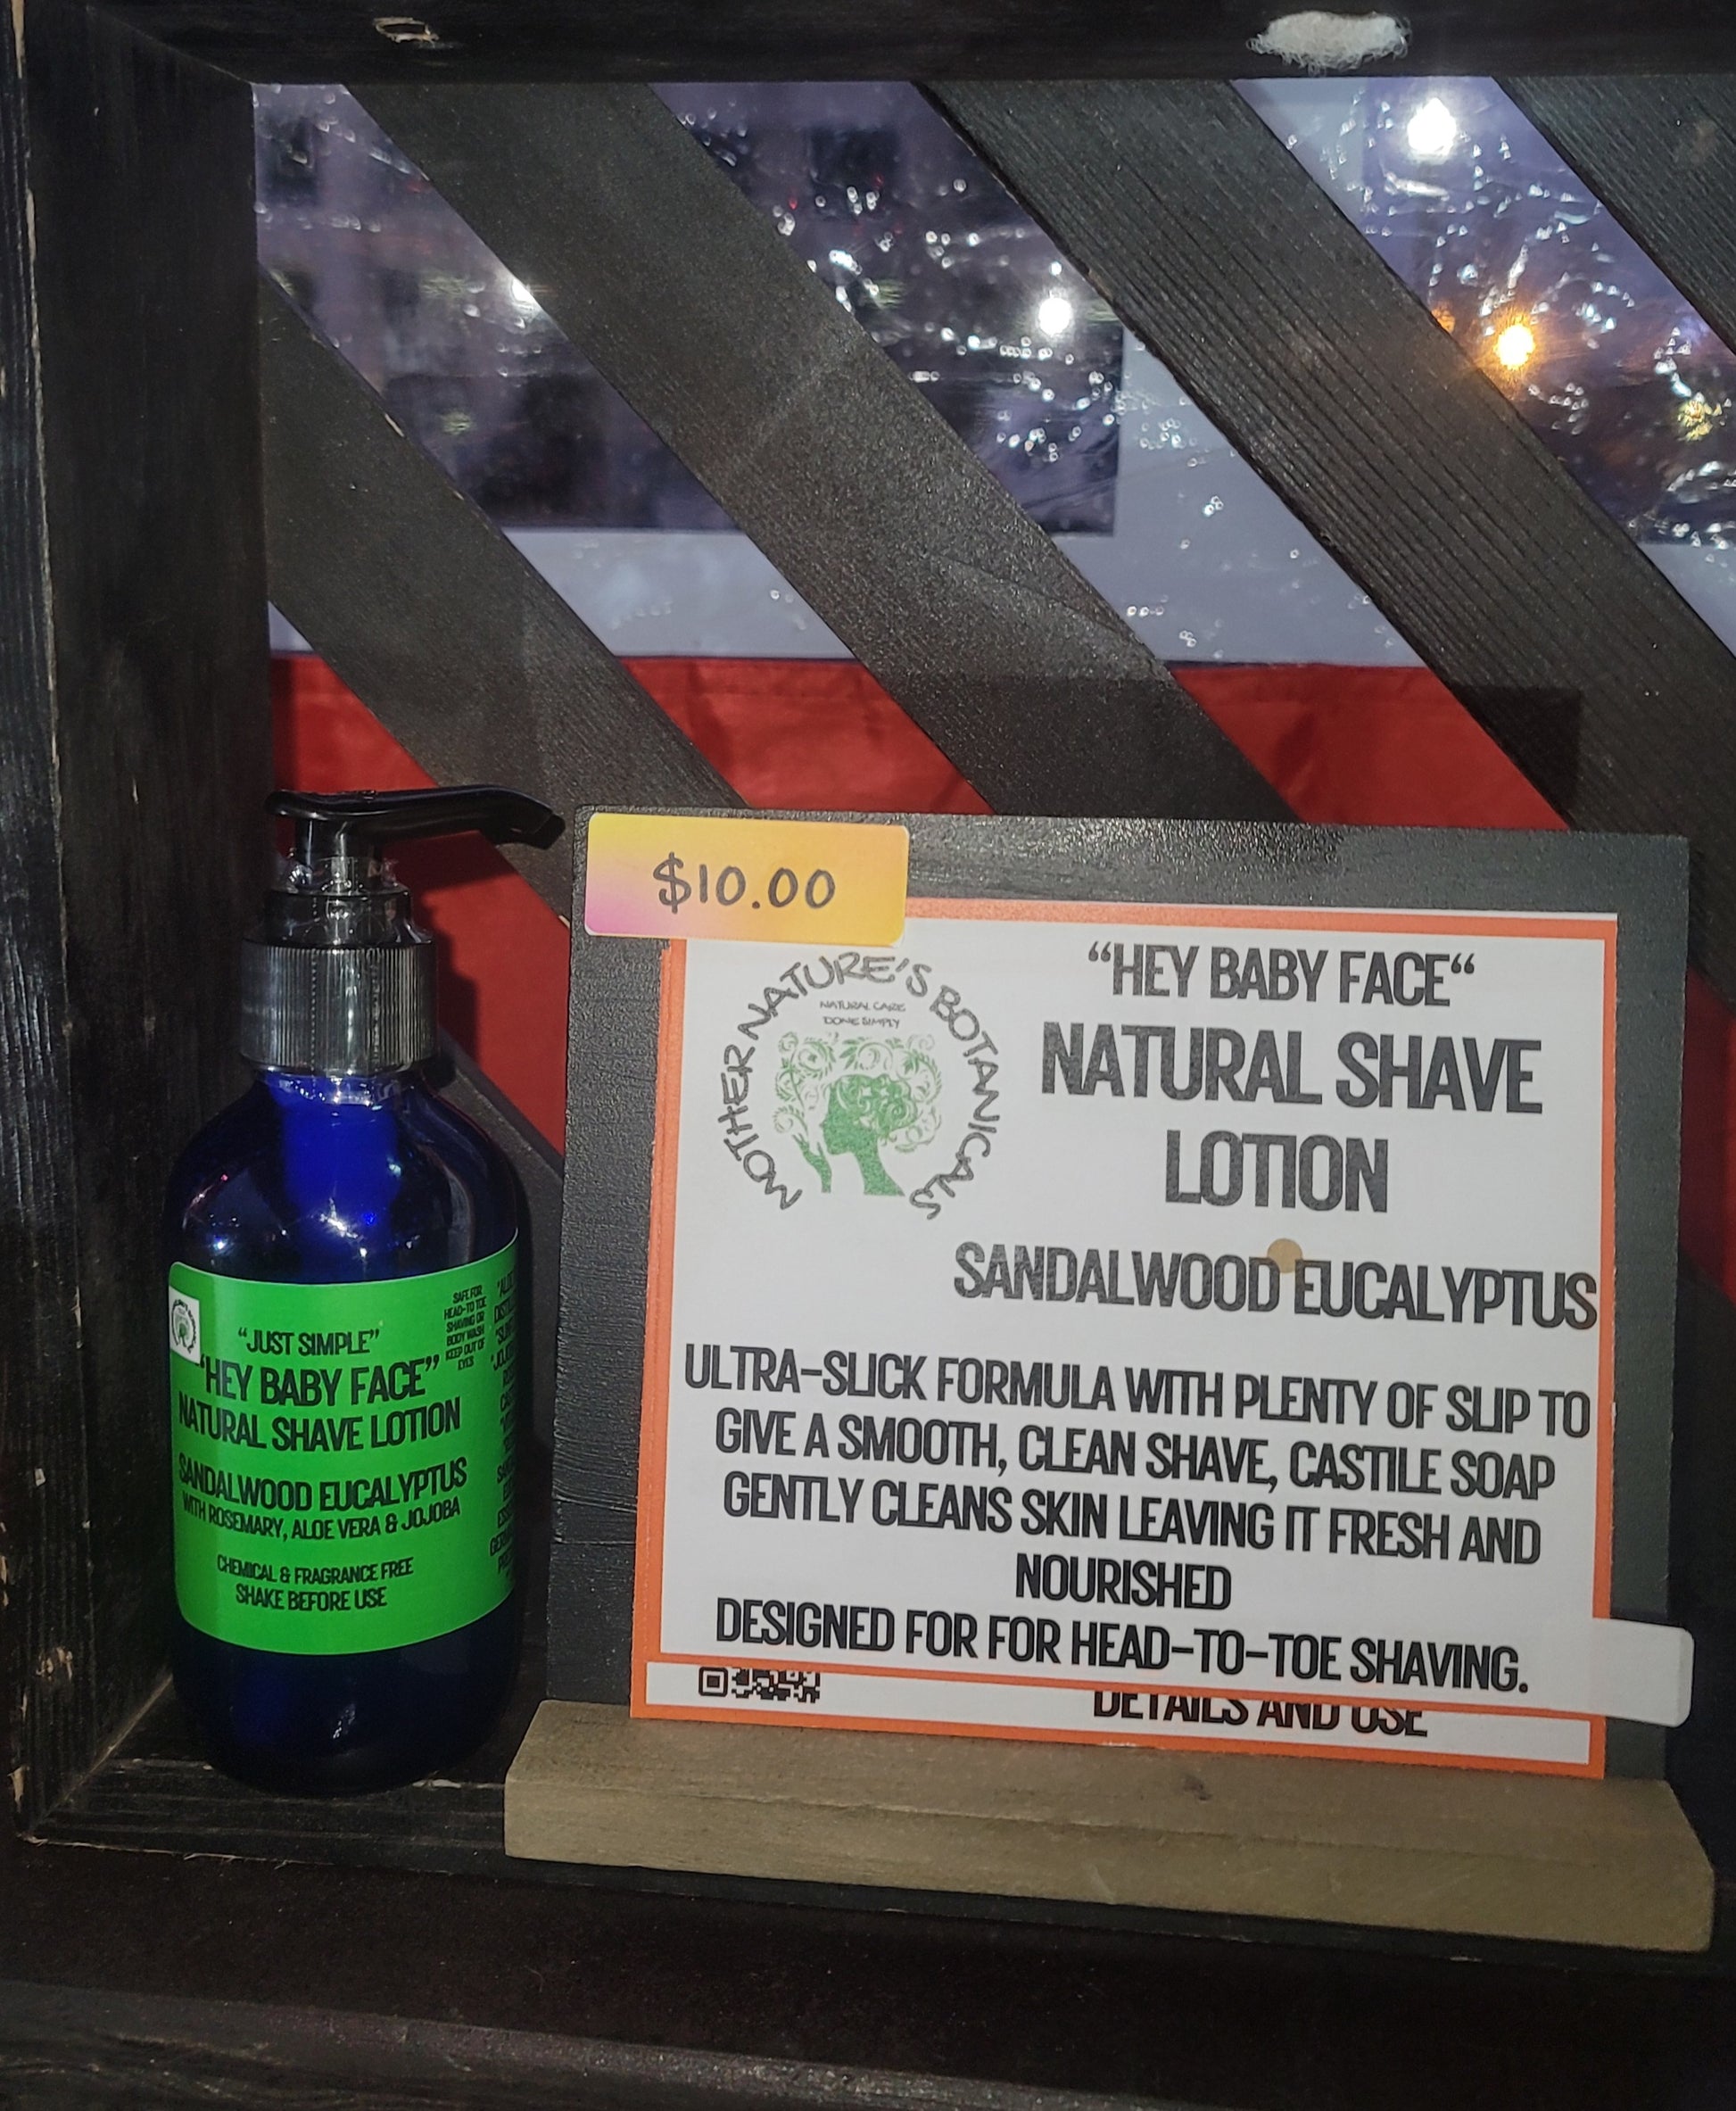 $10.00
MOTHER NATURE'S BOTANICALS
NATURAL CARE
DONE SIMPLY
“HEY BABY FACE“
NATURAL SHAVE
LOTION
SANDALWOOD EUCALYPTUS
ULTRA-SLICK FORMULA WITH PLENTY OF SLIP TO
GIVE A SMOOTH, CLEAN SHAVE, CASTILE SOAP
GENTLY CLEANS SKIN LEAVING IT FRESH AND
NOURISHED
DESIGNED FOR FOR HEAD-TO-TOE SHAVING.
DETAILS AND USE
“JUST SIMPLE”
“HEY BABY FACE”
NATURAL SHAVE LOTION
SANDALWOOD EUCALYPTUS
WITH ROSEMARY, ALOE VERA & JOJOBA
CHEMICAL & FRAGRANCE FREE
SHAKE BEFORE USE
SAFE FOR
HEAD-TO TOE
SHAVING OR
BODY WASH
KEEP OUT OF
EYES